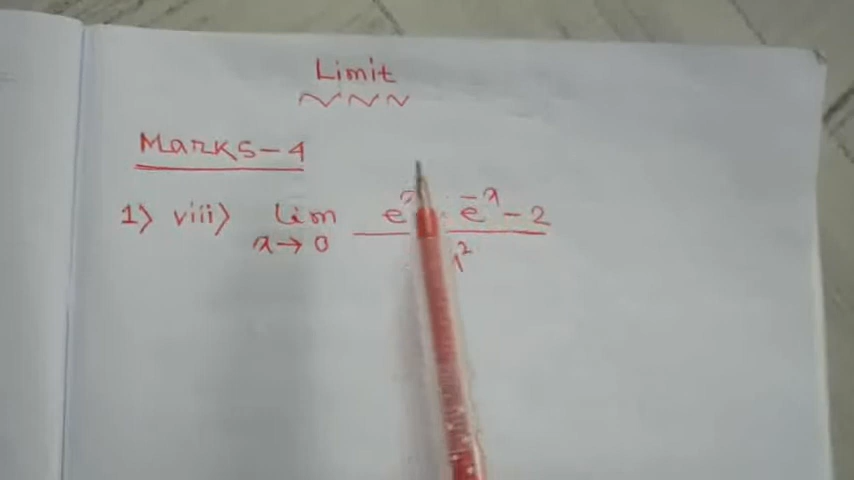 Limit
Marks-4
1) viii) lim e^x e^-x - 2
x→0 x^2